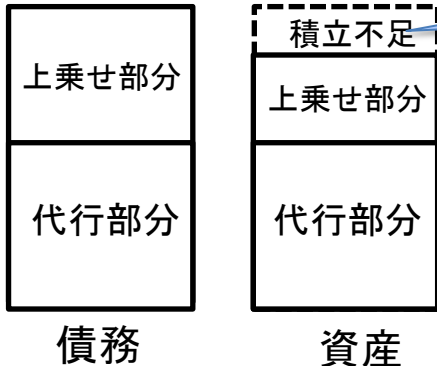 上乗せ部分
代行部分
債務
積立不足
上乗せ部分
代行部分
資産